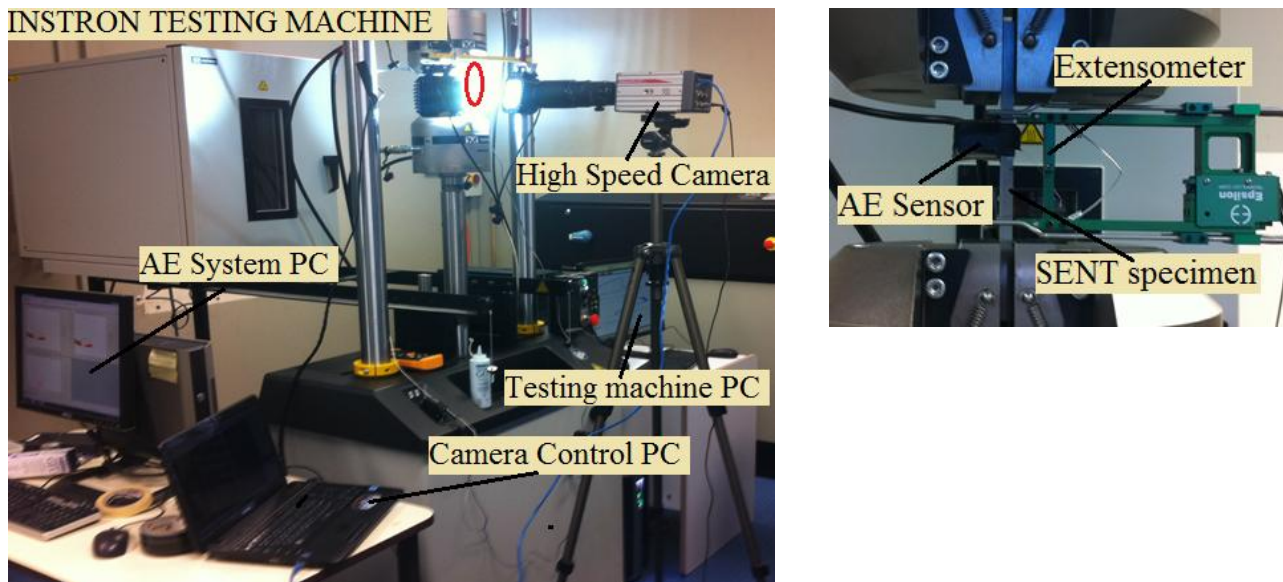 INSTRON TESTING MACHINE
High Speed Camera
AE System PC
Testing machine PC
Camera Control PC
Extensometer
AE Sensor
Epsilon
SENT specimen